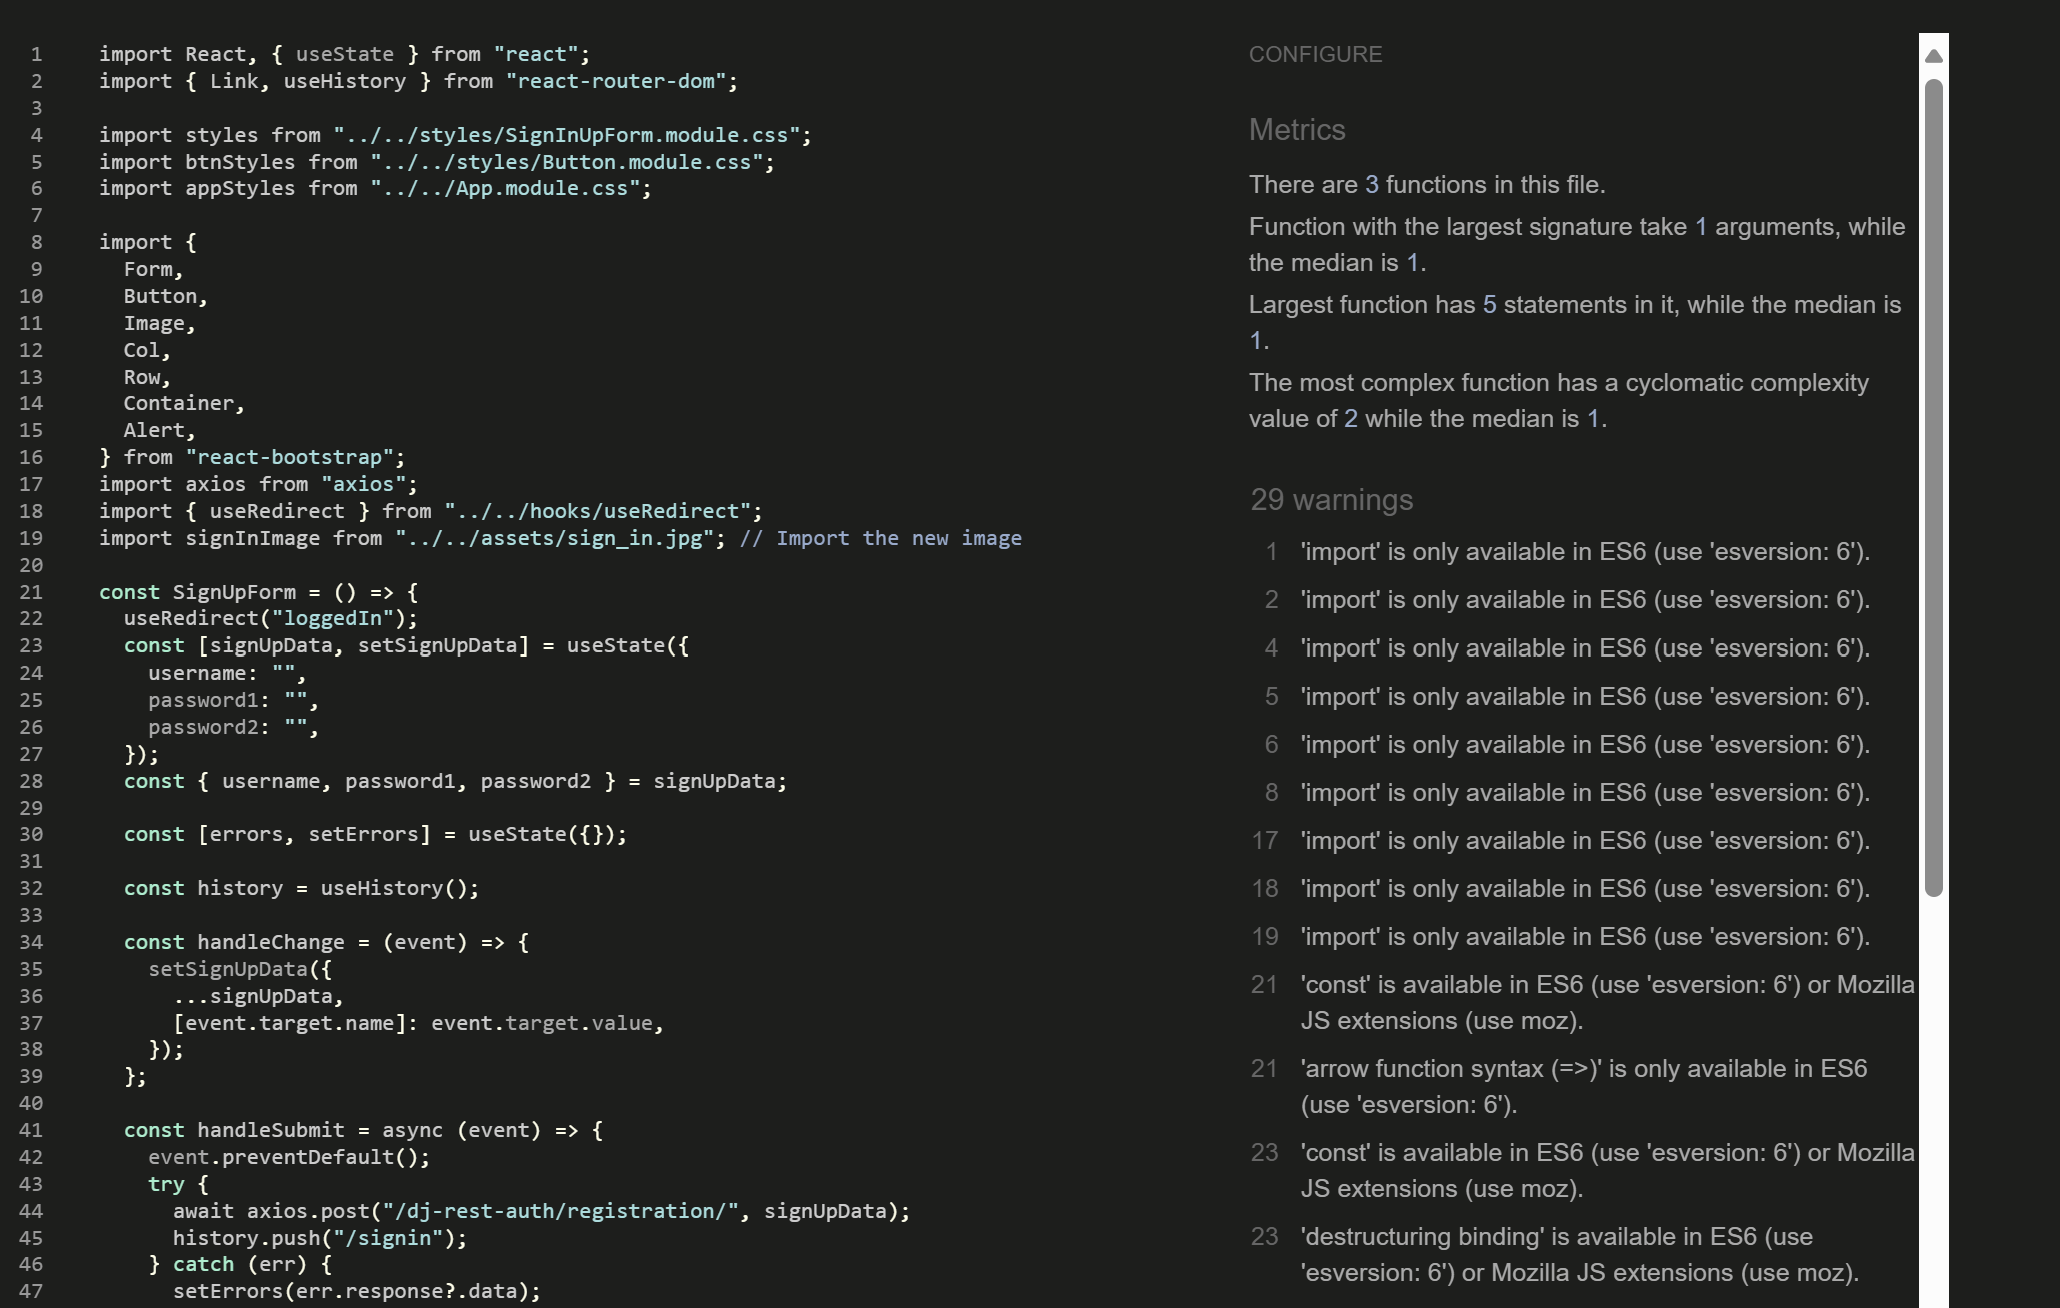 1 import React, { useState } from "react";
2 import { Link, useHistory } from "react-router-dom";
3
4 import styles from "../../styles/SignInUpForm.module.css";
5 import btnStyles from "../../styles/Button.module.css";
6 import appStyles from "../../App.module.css";
7
8 import {
9   Form,
10   Button,
11   Image,
12   Col,
13   Row,
14   Container,
15   Alert,
16 } from "react-bootstrap";
17 import axios from "axios";
18 import { useRedirect } from "../../hooks/useRedirect";
19 import signInImage from "../../assets/sign_in.jpg"; // Import the new image
20
21 const SignUpForm = () => {
22   useRedirect("loggedIn");
23   const [signUpData, setSignUpData] = useState({
24     username: "",
25     password1: "",
26     password2: "",
27   });
28   const { username, password1, password2 } = signUpData;
29
30   const [errors, setErrors] = useState({});
31
32   const history = useHistory();
33
34   const handleChange = (event) => {
35     setSignUpData({
36       ...signUpData,
37       [event.target.name]: event.target.value,
38     });
39   };
40
41   const handleSubmit = async (event) => {
42     event.preventDefault();
43     try {
44       await axios.post("/dj-rest-auth/registration/", signUpData);
45       history.push("/signin");
46     } catch (err) {
47       setErrors(err.response?.data);
CONFIGURE
Metrics
There are 3 functions in this file.
Function with the largest signature take 1 arguments, while
the median is 1.
Largest function has 5 statements in it, while the median is
1.
The most complex function has a cyclomatic complexity
value of 2 while the median is 1.
29 warnings
1 'import' is only available in ES6 (use 'esversion: 6').
2 'import' is only available in ES6 (use 'esversion: 6').
4 'import' is only available in ES6 (use 'esversion: 6').
5 'import' is only available in ES6 (use 'esversion: 6').
6 'import' is only available in ES6 (use 'esversion: 6').
8 'import' is only available in ES6 (use 'esversion: 6').
17 'import' is only available in ES6 (use 'esversion: 6').
18 'import' is only available in ES6 (use 'esversion: 6').
19 'import' is only available in ES6 (use 'esversion: 6').
21 'const' is available in ES6 (use 'esversion: 6') or Mozilla
JS extensions (use moz).
21 'arrow function syntax (=>)' is only available in ES6
(use 'esversion: 6').
23 'const' is available in ES6 (use 'esversion: 6') or Mozilla
JS extensions (use moz).
23 'destructuring binding' is available in ES6 (use
'esversion: 6') or Mozilla JS extensions (use moz).